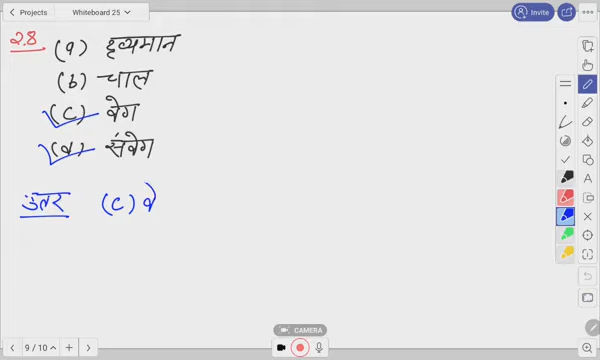 Projects Whiteboard 25 Invite
2.8 (a) द्रव्यमान
(b) चाल
(c) वेग
(d) संवेग
उत्तर (c) वे
CAMERA
9 / 10